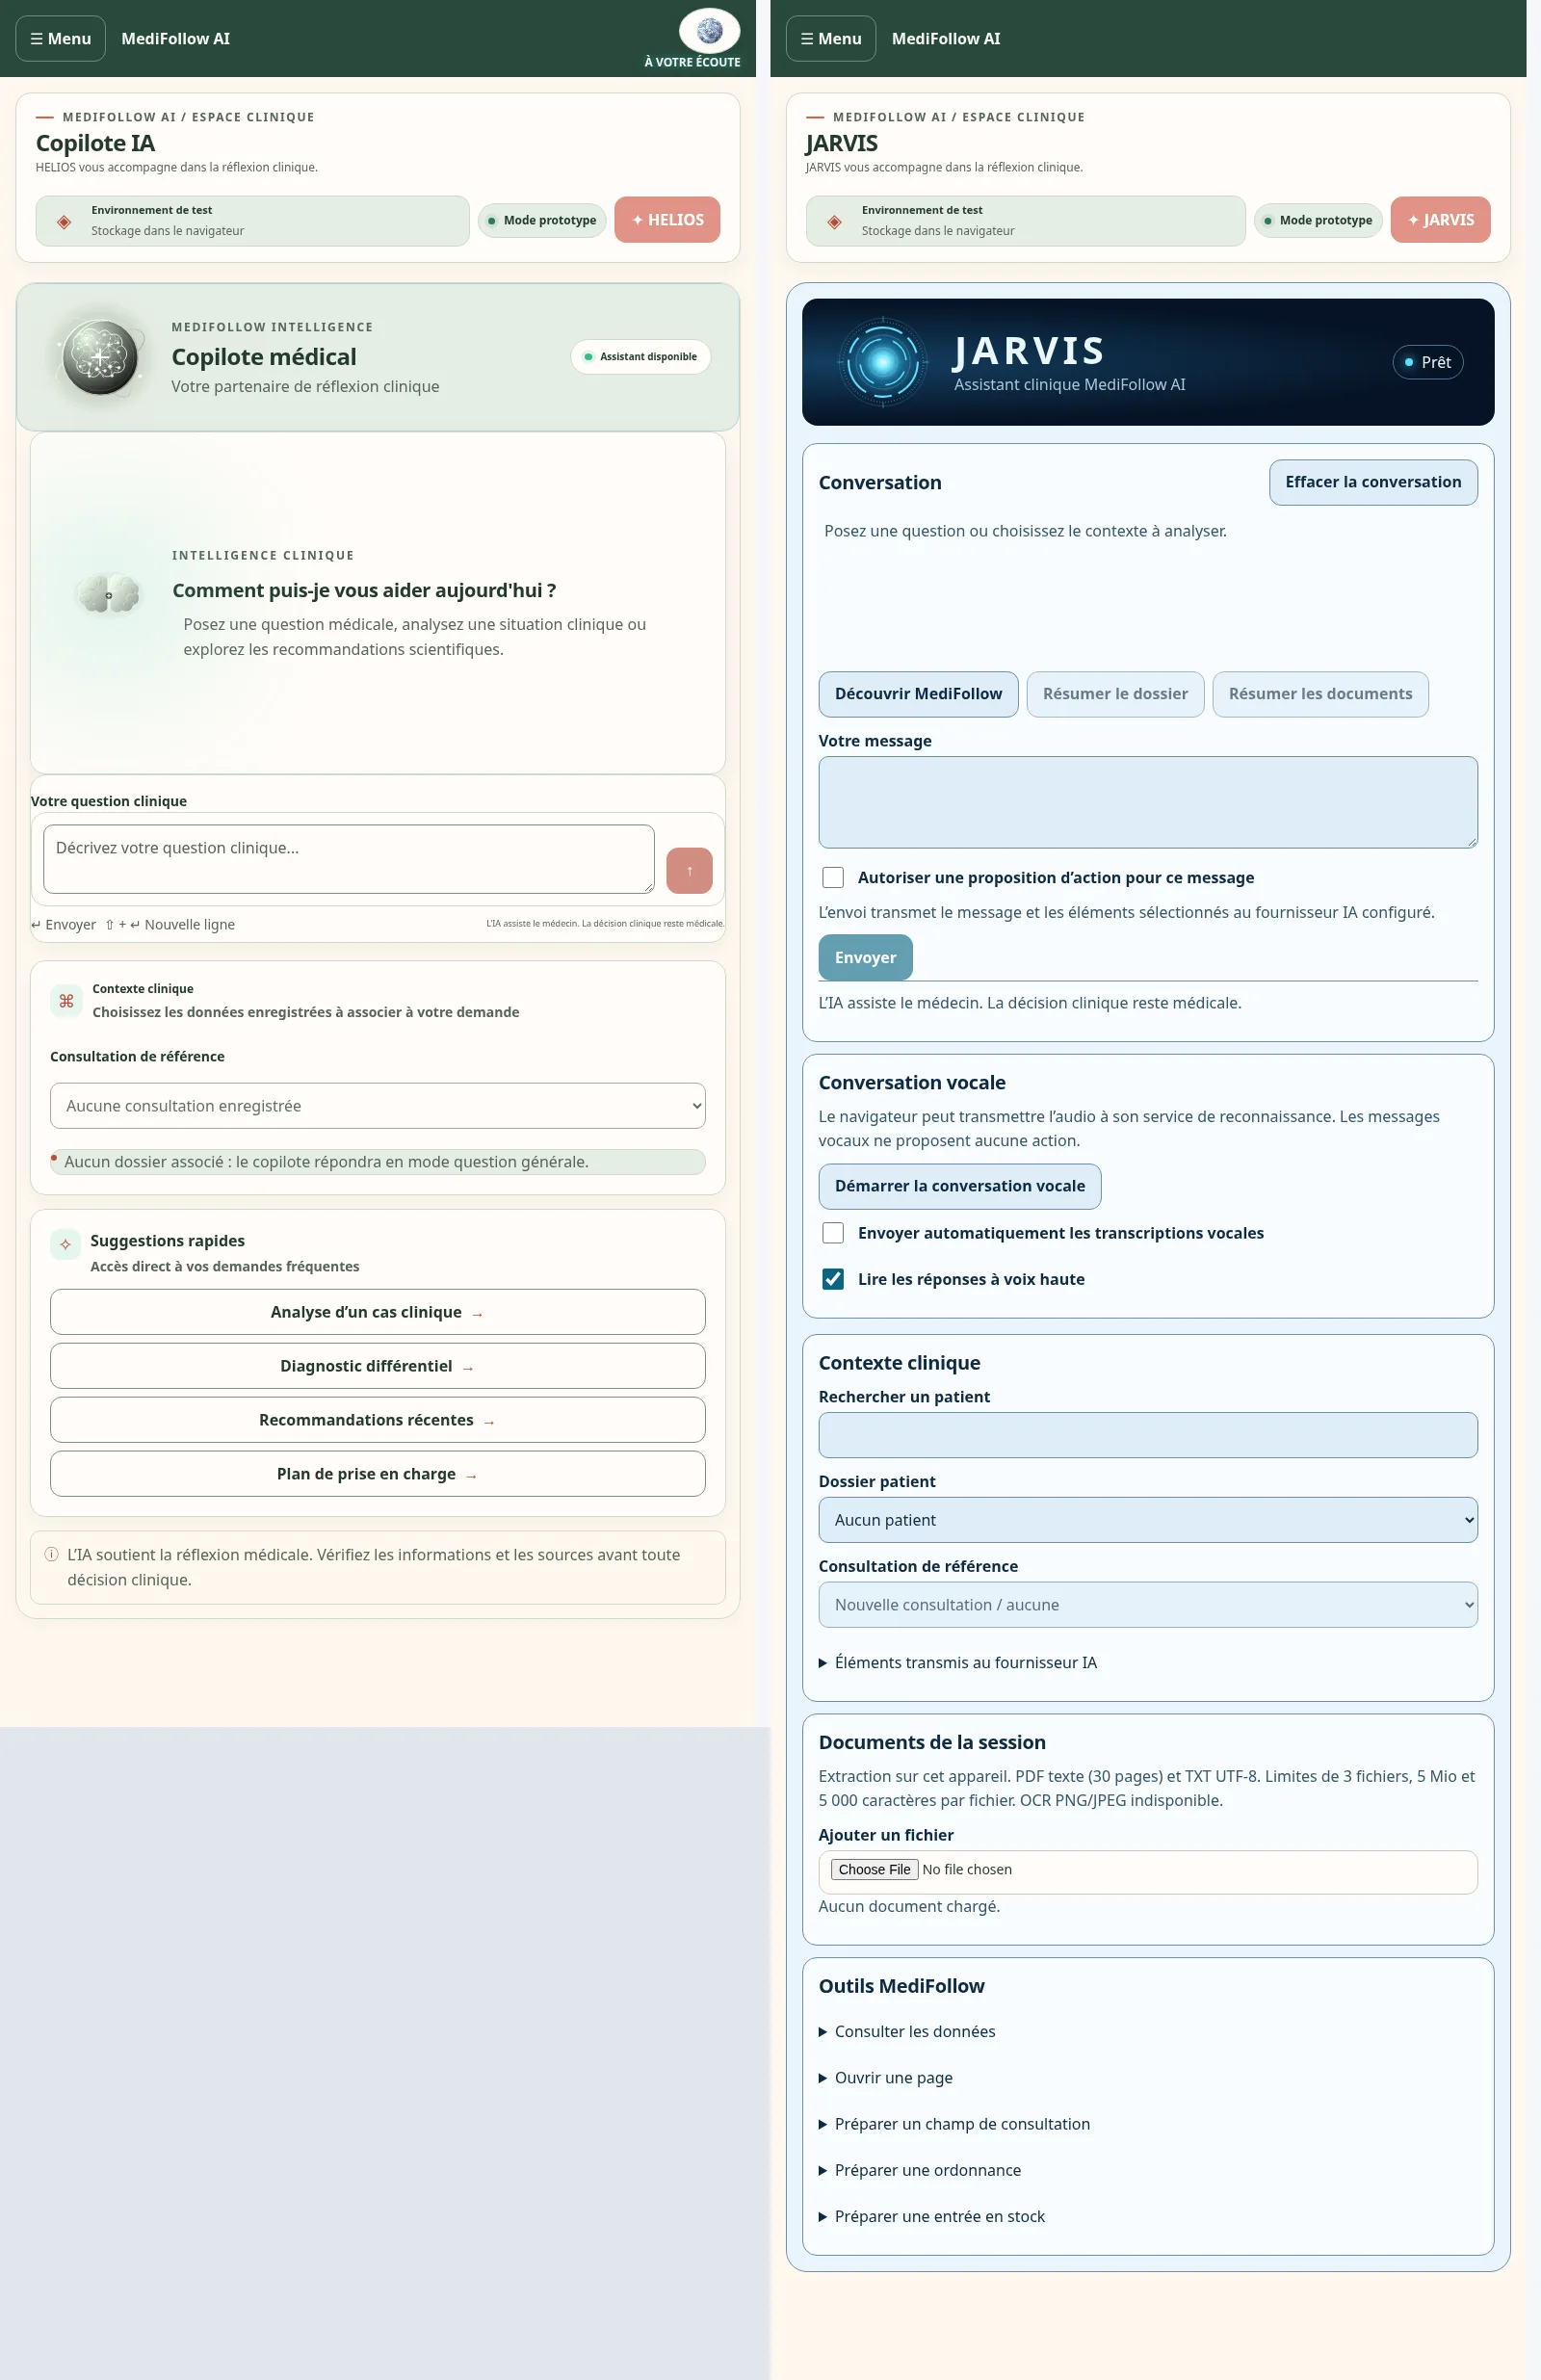 ☰ Menu
MediFollow AI
À VOTRE ÉCOUTE
MEDIFOLLOW AI / ESPACE CLINIQUE
Copilote IA
HELIOS vous accompagne dans la réflexion clinique.
Environnement de test
Stockage dans le navigateur
Mode prototype
✦ HELIOS
MEDIFOLLOW INTELLIGENCE
Copilote médical
Votre partenaire de réflexion clinique
Assistant disponible
INTELLIGENCE CLINIQUE
Comment puis-je vous aider aujourd'hui ?
Posez une question médicale, analysez une situation clinique ou
explorez les recommandations scientifiques.
Votre question clinique
Décrivez votre question clinique...
↑
↵ Envoyer ⇧ + ↵ Nouvelle ligne
L'IA assiste le médecin. La décision clinique reste médicale.
⌘
Contexte clinique
Choisissez les données enregistrées à associer à votre demande
Consultation de référence
Aucune consultation enregistrée
Aucun dossier associé : le copilote répondra en mode question générale.
Suggestions rapides
Accès direct à vos demandes fréquentes
Analyse d’un cas clinique →
Diagnostic différentiel →
Recommandations récentes →
Plan de prise en charge →
ⓘ L’IA soutient la réflexion médicale. Vérifiez les informations et les sources avant toute
décision clinique.
☰ Menu
MediFollow AI
MEDIFOLLOW AI / ESPACE CLINIQUE
JARVIS
JARVIS vous accompagne dans la réflexion clinique.
Environnement de test
Stockage dans le navigateur
Mode prototype
✦ JARVIS
JARVIS
Assistant clinique MediFollow AI
Prêt
Conversation
Effacer la conversation
Posez une question ou choisissez le contexte à analyser.
Découvrir MediFollow
Résumer le dossier
Résumer les documents
Votre message
Autoriser une proposition d’action pour ce message
L’envoi transmet le message et les éléments sélectionnés au fournisseur IA configuré.
Envoyer
L’IA assiste le médecin. La décision clinique reste médicale.
Conversation vocale
Le navigateur peut transmettre l’audio à son service de reconnaissance. Les messages
vocaux ne proposent aucune action.
Démarrer la conversation vocale
Envoyer automatiquement les transcriptions vocales
Lire les réponses à voix haute
Contexte clinique
Rechercher un patient
Dossier patient
Aucun patient
Consultation de référence
Nouvelle consultation / aucune
▶ Éléments transmis au fournisseur IA
Documents de la session
Extraction sur cet appareil. PDF texte (30 pages) et TXT UTF-8. Limites de 3 fichiers, 5 Mio et
5 000 caractères par fichier. OCR PNG/JPEG indisponible.
Ajouter un fichier
Choose File No file chosen
Aucun document chargé.
Outils MediFollow
▶ Consulter les données
▶ Ouvrir une page
▶ Préparer un champ de consultation
▶ Préparer une ordonnance
▶ Préparer une entrée en stock